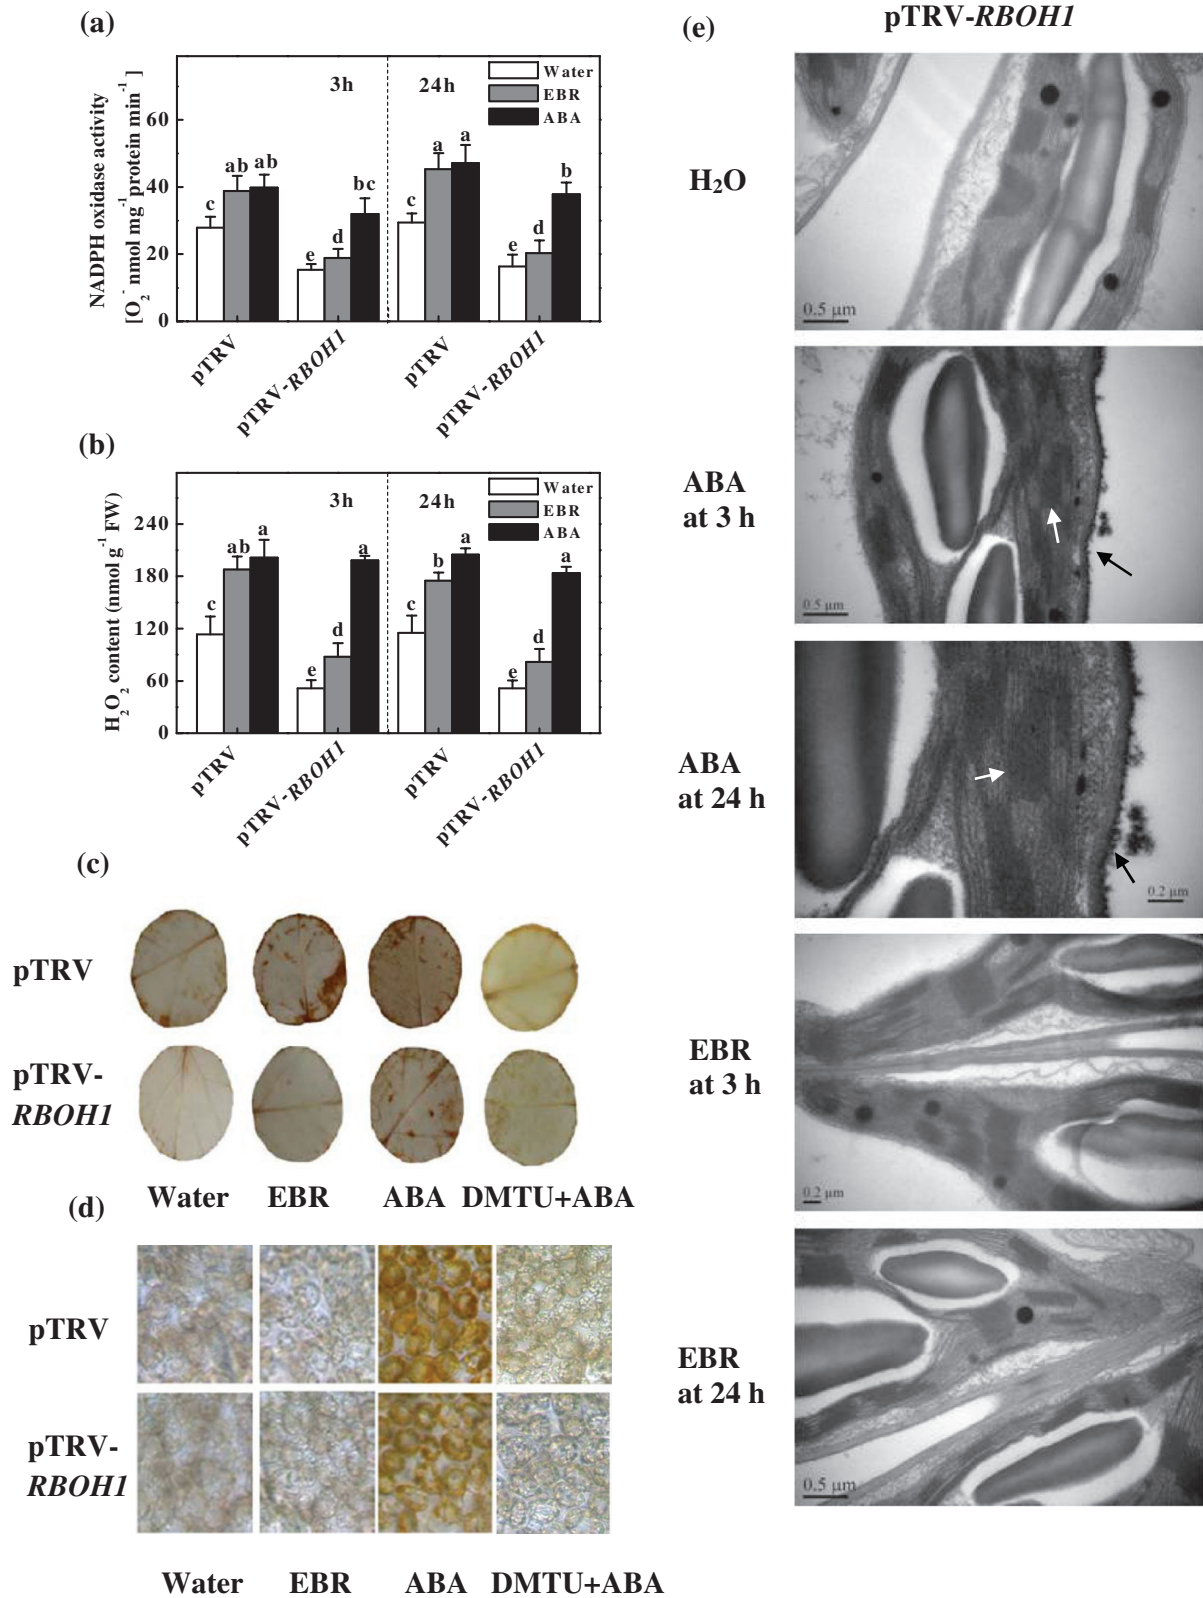 (a)
NADPH oxidase activity
[O₂⁻ nmol mg⁻¹ protein min⁻¹ ]
60
40
20
0
3h
24h
Water
EBR
ABA
c
ab
ab
e
d
bc
c
a
a
e
d
b
pTRV
pTRV-RBOH1
pTRV
pTRV-RBOH1
(b)
H₂O₂ content (nmol g⁻¹ FW)
240
180
120
60
0
3h
24h
Water
EBR
ABA
c
ab
a
e
d
a
c
b
a
e
d
a
pTRV
pTRV-RBOH1
pTRV
pTRV-RBOH1
(c)
pTRV
pTRV-
RBOH1
Water EBR ABA DMTU+ABA
(d)
pTRV
pTRV-
RBOH1
Water EBR ABA DMTU+ABA
(e)
pTRV-RBOH1
H₂O
0.5 µm
ABA
at 3 h
0.5 µm
ABA
at 24 h
0.2 µm
EBR
at 3 h
0.2 µm
EBR
at 24 h
0.5 µm